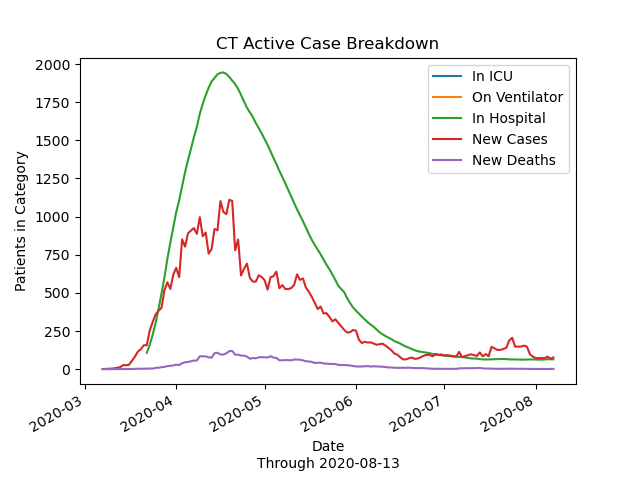 CT Active Case Breakdown
In ICU
On Ventilator
In Hospital
New Cases
New Deaths
Patients in Category
2000
1750
1500
1250
1000
750
500
250
0
2020-03
2020-04
2020-05
2020-06
2020-07
2020-08
Date
Through 2020-08-13